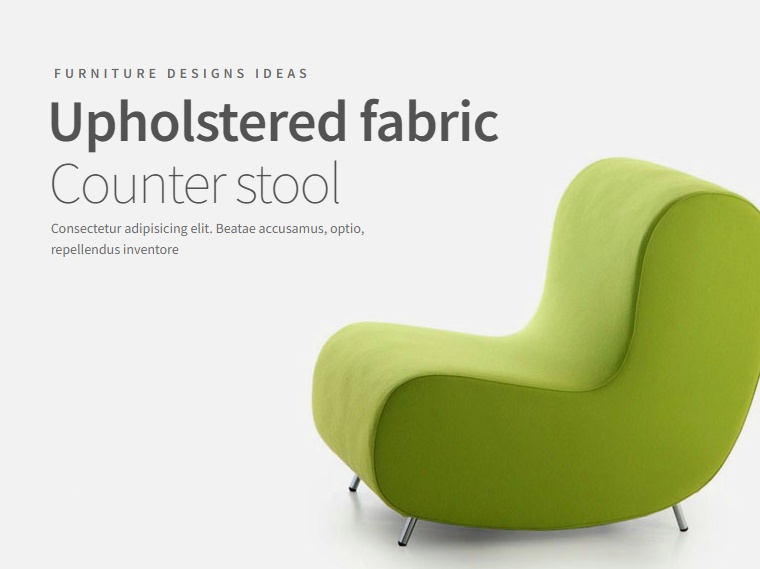 FURNITURE DESIGNS IDEAS
Upholstered fabric
Counter stool
Consectetur adipisicing elit. Beatae accusamus, optio,
repellendus inventore